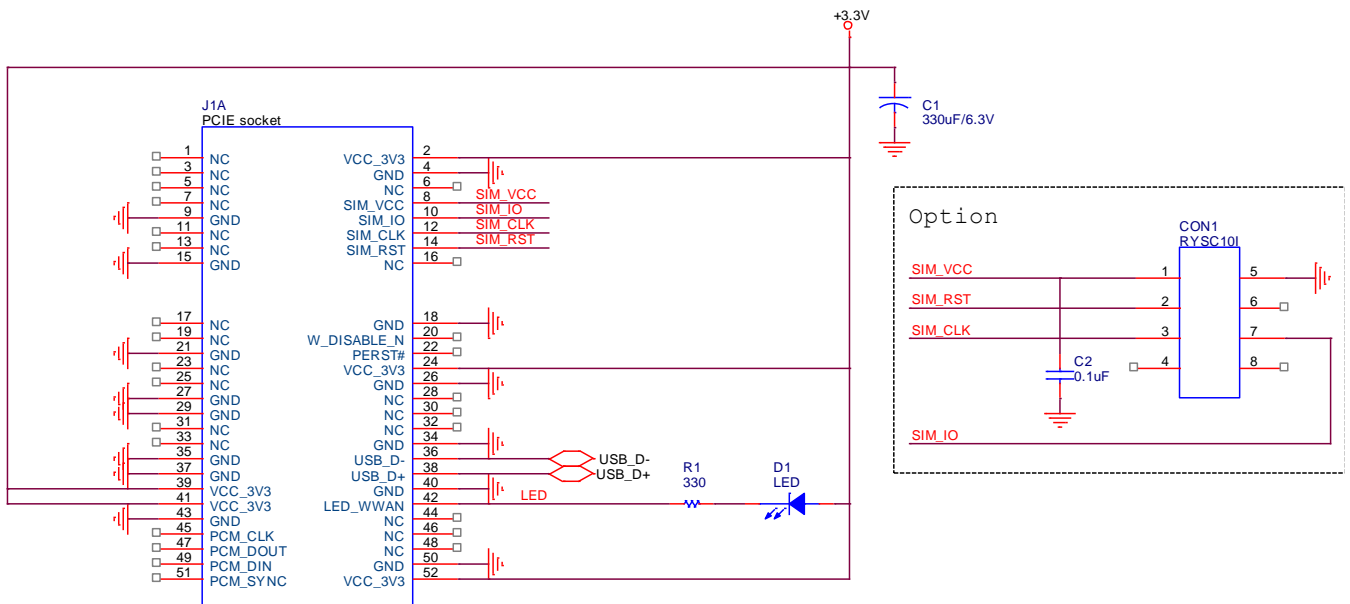 +3.3V
C1
330uF/6.3V
J1A
PCIE socket
1 NC VCC_3V3 2
3 NC GND 4
5 NC NC 6
7 NC SIM_VCC 8 SIM_VCC
9 GND SIM_IO 10 SIM_IO
11 NC SIM_CLK 12 SIM_CLK
13 NC SIM_RST 14 SIM_RST
15 GND NC 16
17 NC GND 18
19 NC W_DISABLE_N 20
21 GND PERST# 22
23 NC VCC_3V3 24
25 NC GND 26
27 GND NC 28
29 GND NC 30
31 NC NC 32
33 NC GND 34
35 GND USB_D- 36 USB_D-
37 GND USB_D+ 38 USB_D+
39 VCC_3V3 GND 40
41 VCC_3V3 LED_WWAN 42 LED
43 GND NC 44
45 PCM_CLK NC 46
47 PCM_DOUT NC 48
49 PCM_DIN GND 50
51 PCM_SYNC VCC_3V3 52
R1
330
D1
LED
Option
CON1
RYSC10I
SIM_VCC 1 5
SIM_RST 2 6
SIM_CLK 3 7
4 8
C2
0.1uF
SIM_IO